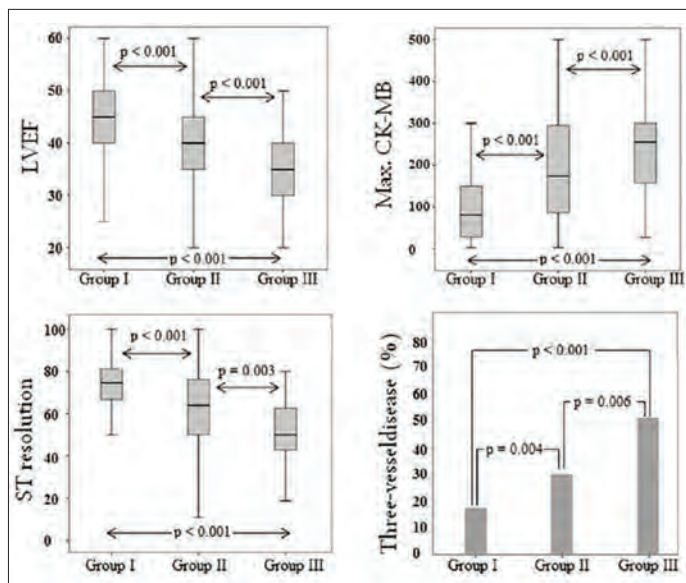 LVEF
60
50
40
30
20
p < 0.001
p < 0.001
p < 0.001
Group I Group II Group III
Max. CK-MB
500
400
300
200
100
0
p < 0.001
p < 0.001
p < 0.001
Group I Group II Group III
ST resolution
100
80
60
40
20
0
p < 0.001
p = 0.003
p < 0.001
Group I Group II Group III
Three-vesseldisease (%)
80
70
60
50
40
30
20
10
0
p < 0.001
p = 0.006
p = 0.004
Group I Group II Group III